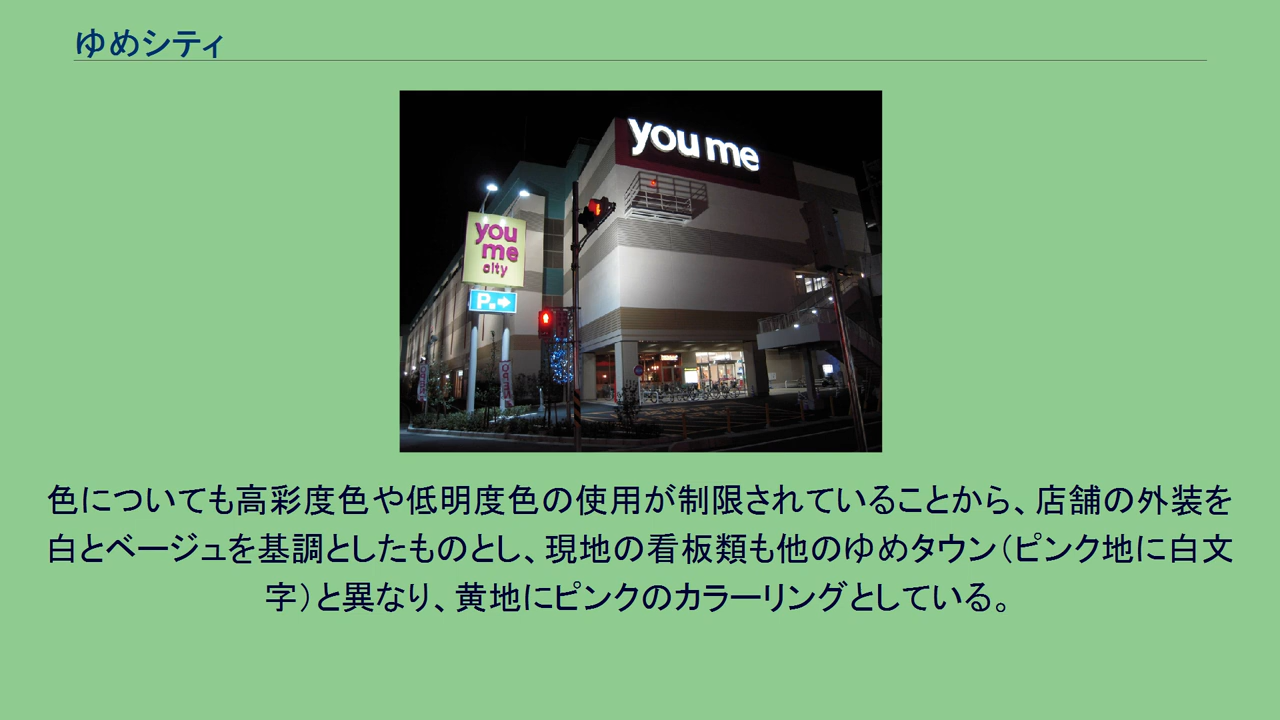 ゆめシティ
you me
you
me
city
P
色についても高彩度色や低明度色の使用が制限されていることから、店舗の外装を
白とベージュを基調としたものとし、現地の看板類も他のゆめタウン（ピンク地に白文
字）と異なり、黄地にピンクのカラーリングとしている。